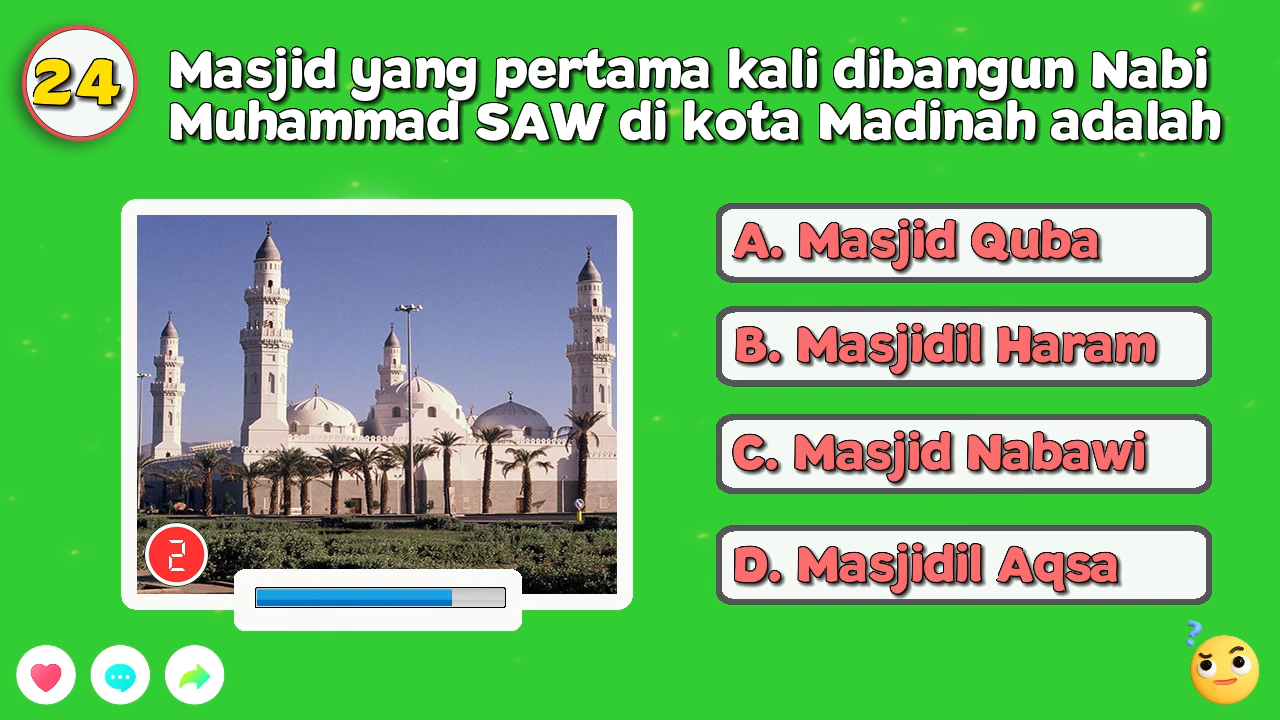 24
Masjid yang pertama kali dibangun Nabi
Muhammad SAW di kota Madinah adalah
A. Masjid Quba
B. Masjidil Haram
C. Masjid Nabawi
D. Masjidil Aqsa
2
?